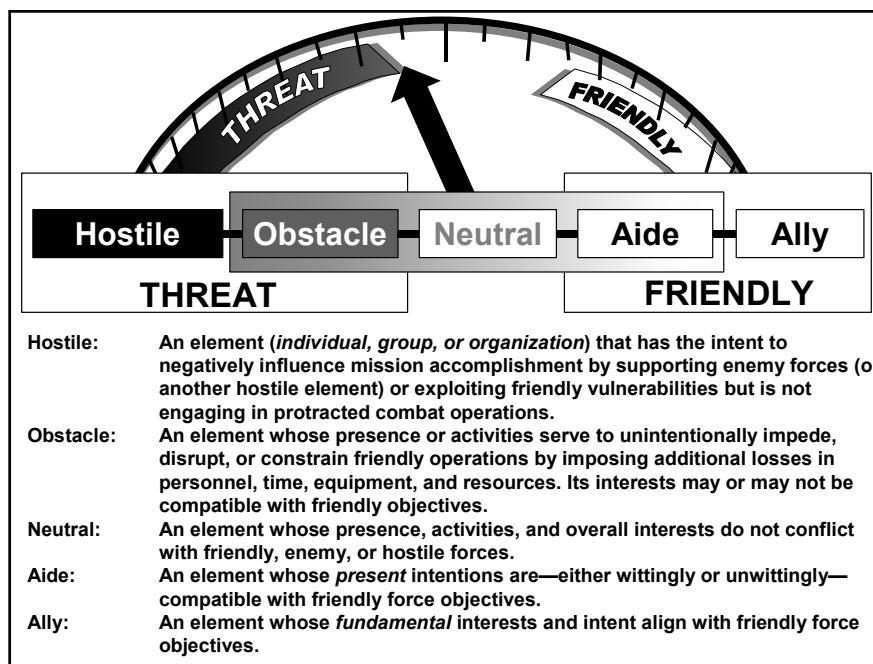 THREAT
FRIENDLY
Hostile Obstacle Neutral Aide Ally
THREAT FRIENDLY
Hostile: An element (individual, group, or organization) that has the intent to
negatively influence mission accomplishment by supporting enemy forces (o
another hostile element) or exploiting friendly vulnerabilities but is not
engaging in protracted combat operations.
Obstacle: An element whose presence or activities serve to unintentionally impede,
disrupt, or constrain friendly operations by imposing additional losses in
personnel, time, equipment, and resources. Its interests may or may not be
compatible with friendly objectives.
Neutral: An element whose presence, activities, and overall interests do not conflict
with friendly, enemy, or hostile forces.
Aide: An element whose present intentions are—either wittingly or unwittingly—
compatible with friendly force objectives.
Ally: An element whose fundamental interests and intent align with friendly force
objectives.